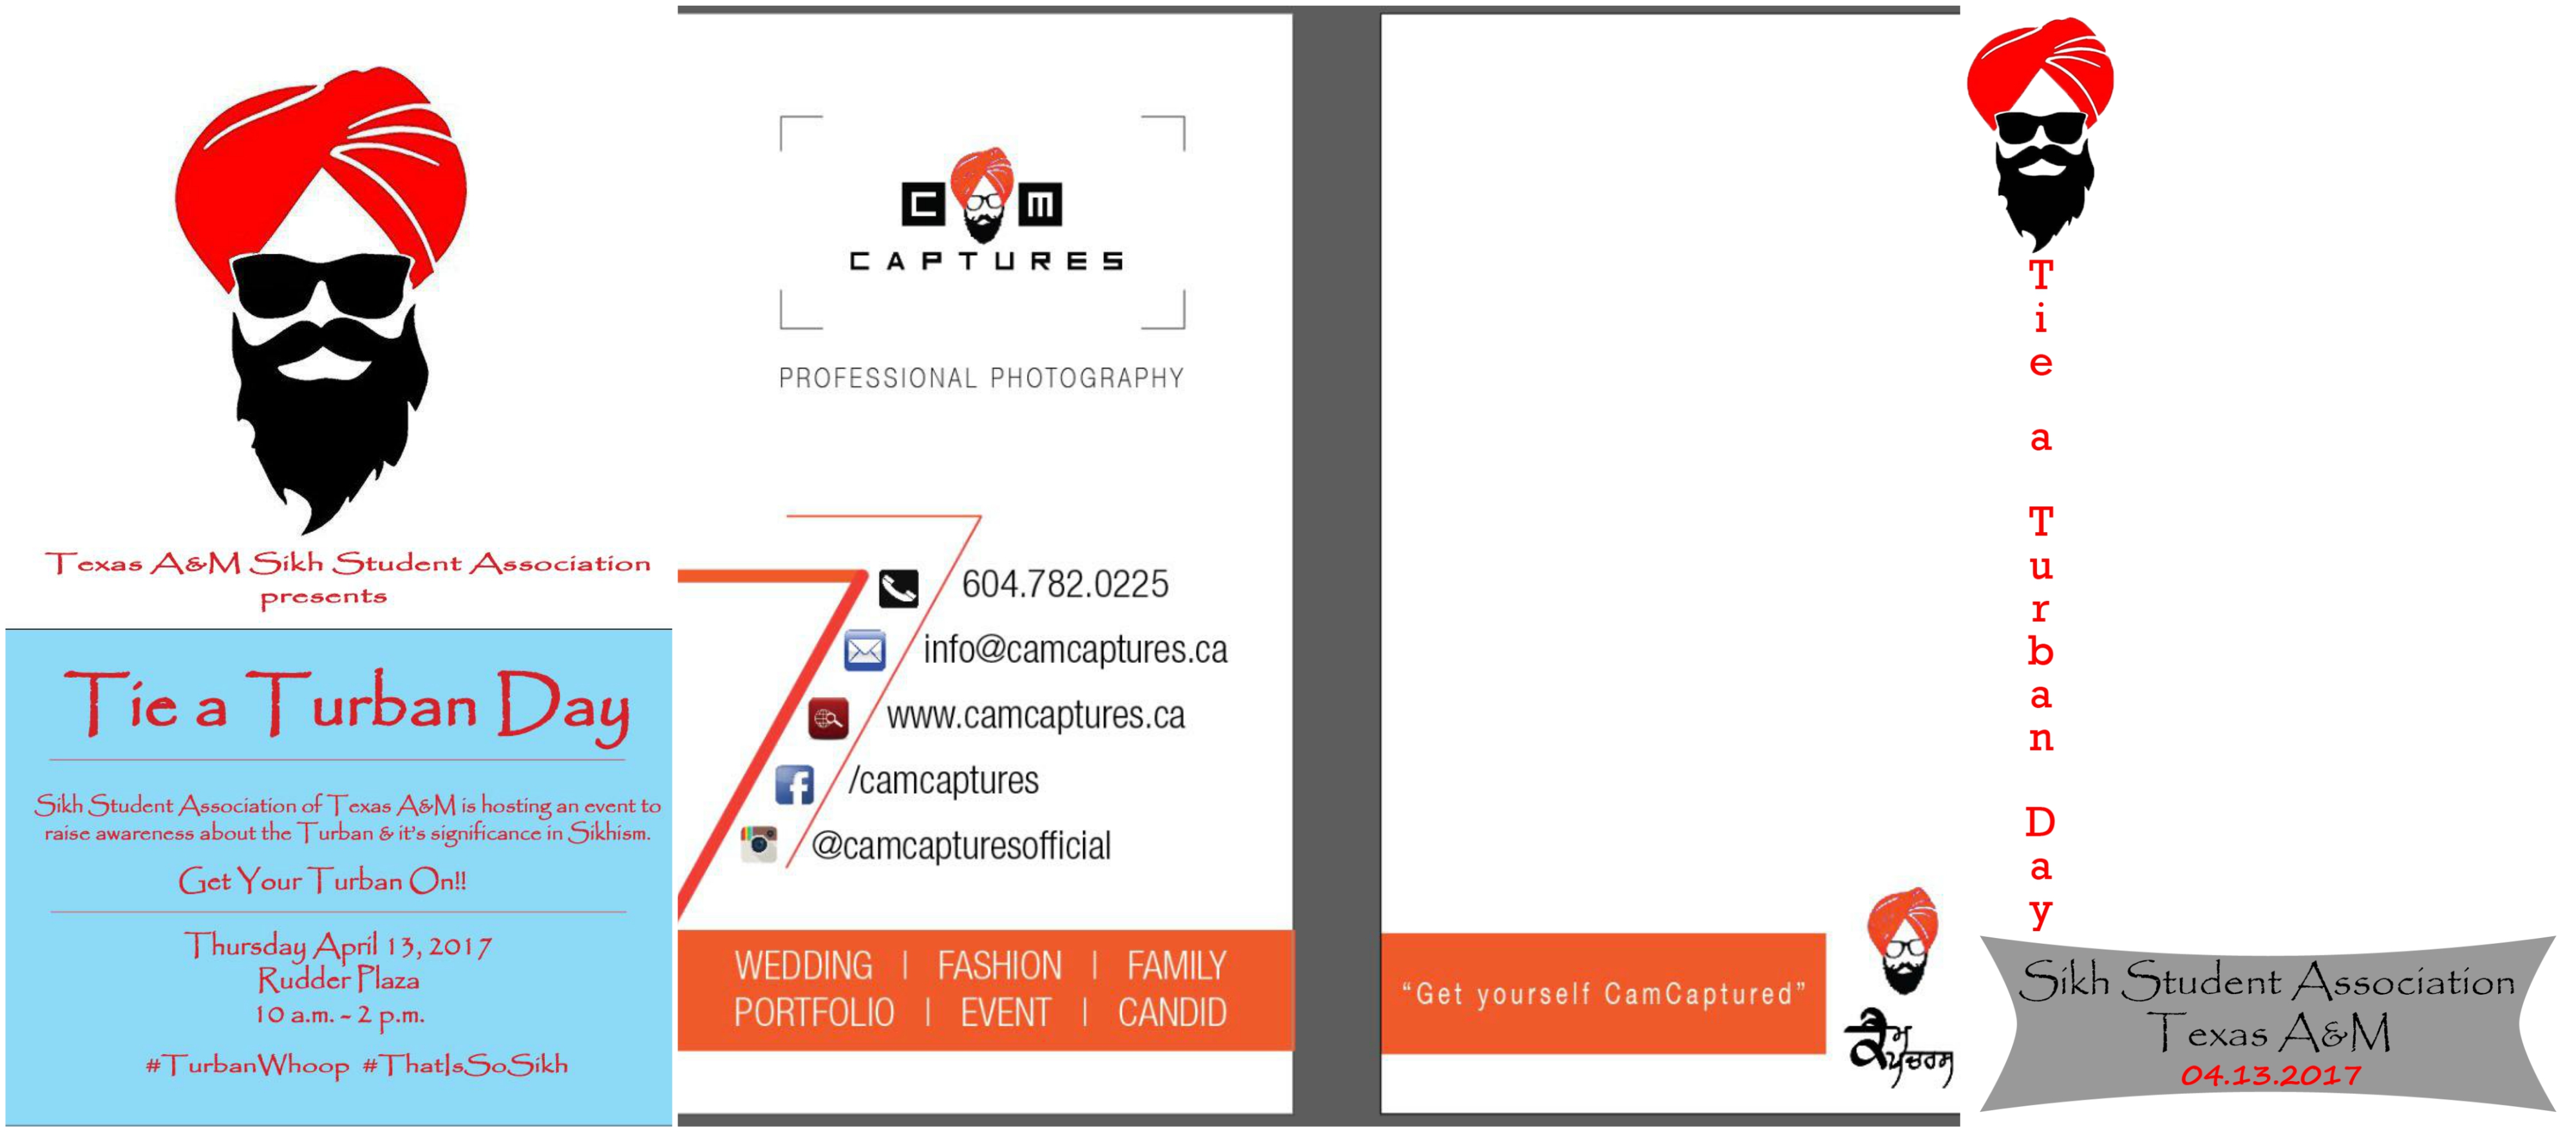 Texas A&M Sikh Student Association
presents
Tie a Turban Day
Sikh Student Association of Texas A&M is hosting an event to
raise awareness about the Turban & it's significance in Sikhism.
Get Your Turban On!!
Thursday April 13, 2017
Rudder Plaza
10 a.m. - 2 p.m.
#TurbanWhoop #ThatIsSoSikh
C M
CAPTURES
PROFESSIONAL PHOTOGRAPHY
604.782.0225
info@camcaptures.ca
www.camcaptures.ca
/camcaptures
@camcapturesofficial
WEDDING | FASHION | FAMILY
PORTFOLIO | EVENT | CANDID
"Get yourself CamCaptured"
ਕੈਮ
ਕੈਪਚਰਸ
Tie a Turban Day
Sikh Student Association
Texas A&M
04.13.2017